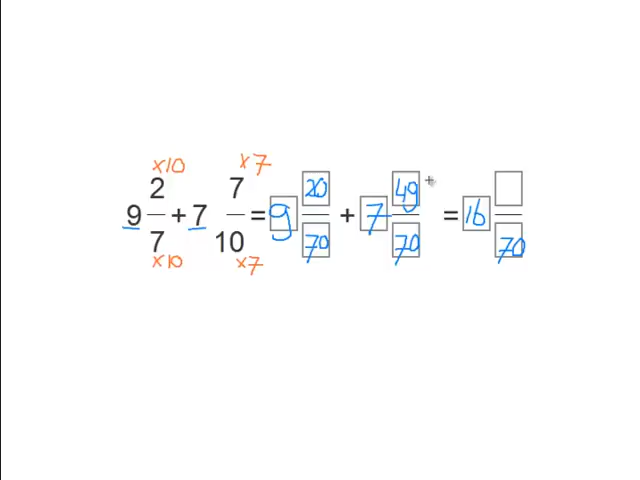 ×10 ×7
9 2/7 + 7 7/10 = 9 20/70 + 7 49/70 = 16 /70
×10 ×7